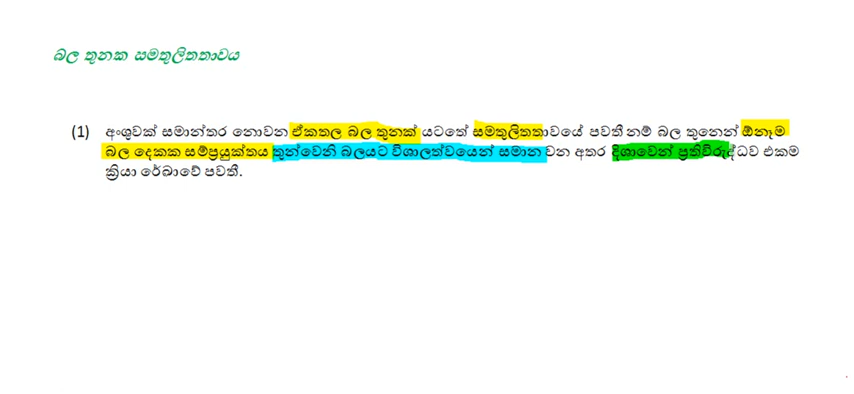 බල තුනක සමතුලිතතාවය
(1) අංශුවක් සමාන්තර නොවන ඒකතල බල තුනක් යටතේ සමතුලිතතාවයේ පවතී නම් බල තුනෙන් ඕනෑම
බල දෙකක සම්ප්‍රයුක්තය තුන්වෙනි බලයට විශාලත්වයෙන් සමාන වන අතර දිශාවෙන් ප්‍රතිවිරුද්ධව එකම
ක්‍රියා රේඛාවේ පවතී.